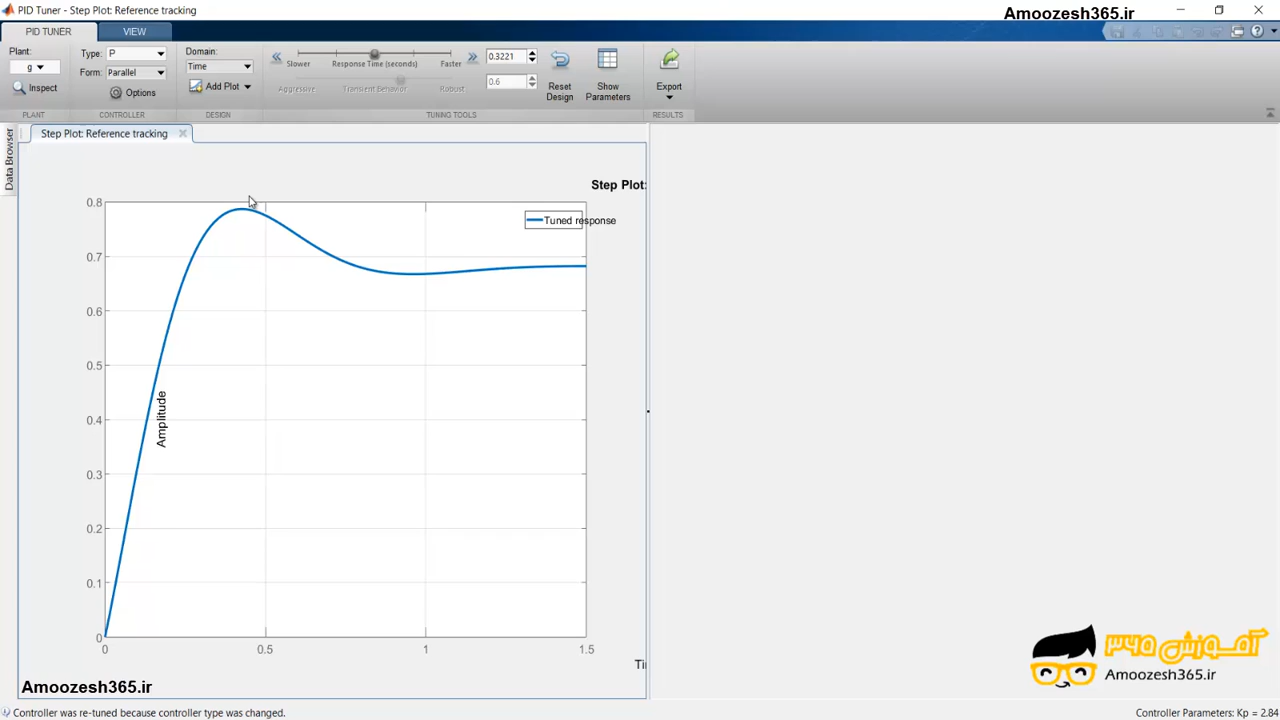 PID Tuner - Step Plot: Reference tracking
Amoozesh365.ir
PID TUNER
VIEW
Plant:
g
Inspect
PLANT
Type: P
Form: Parallel
Options
CONTROLLER
Domain:
Time
Add Plot
DESIGN
Slower
Response Time (seconds)
Faster
0.3221
Aggressive
Transient Behavior
Robust
0.6
Reset
Design
Show
Parameters
TUNING TOOLS
Export
RESULTS
Data Browser
Step Plot: Reference tracking
Step Plot:
Tuned response
0.8
0.7
0.6
0.5
0.4
0.3
0.2
0.1
0
Amplitude
0
0.5
1
1.5
Tir
آموزش ۳۶۵
Amoozesh365.ir
Amoozesh365.ir
Controller was re-tuned because controller type was changed.
Controller Parameters: Kp = 2.84